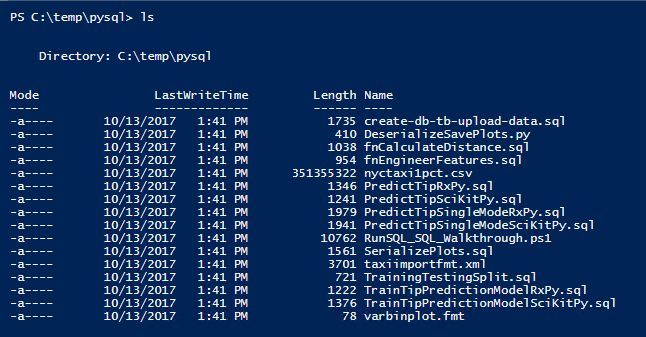 PS C:\temp\pysql> ls
Directory: C:\temp\pysql
Mode LastWriteTime Length Name
---- ------------- ------ ----
-a---- 10/13/2017 1:41 PM 1735 create-db-tb-upload-data.sql
-a---- 10/13/2017 1:41 PM 410 DeserializeSavePlots.py
-a---- 10/13/2017 1:41 PM 1038 fnCalculateDistance.sql
-a---- 10/13/2017 1:41 PM 954 fnEngineerFeatures.sql
-a---- 10/13/2017 1:41 PM 351355322 nyctaxi1pct.csv
-a---- 10/13/2017 1:41 PM 1346 PredictTipRxPy.sql
-a---- 10/13/2017 1:41 PM 1241 PredictTipSciKitPy.sql
-a---- 10/13/2017 1:41 PM 1979 PredictTipSingleModeRxPy.sql
-a---- 10/13/2017 1:41 PM 1941 PredictTipSingleModeSciKitPy.sql
-a---- 10/13/2017 1:41 PM 10762 RunSQL_SQL_Walkthrough.ps1
-a---- 10/13/2017 1:41 PM 1561 SerializePlots.sql
-a---- 10/13/2017 1:41 PM 3701 taxiimportfmt.xml
-a---- 10/13/2017 1:41 PM 721 TrainingTestingSplit.sql
-a---- 10/13/2017 1:41 PM 1222 TrainTipPredictionModelRxPy.sql
-a---- 10/13/2017 1:41 PM 1376 TrainTipPredictionModelSciKitPy.sql
-a---- 10/13/2017 1:41 PM 78 varbinplot.fmt